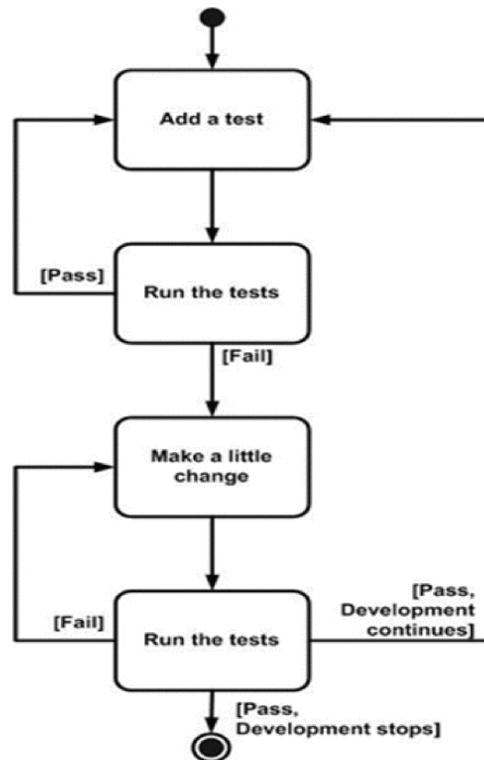 Add a test
[Pass]
Run the tests
[Fail]
Make a little
change
[Fail]
Run the tests
[Pass,
Development
continues]
[Pass,
Development stops]